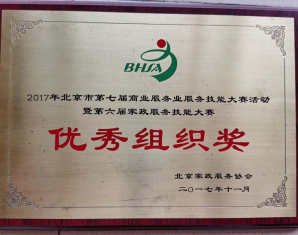 BHSA
2017年北京市第七届商业服务业服务技能大赛活动
暨第六届家政服务技能大赛
优秀组织奖
北京家政服务协会
二〇一七年十一月